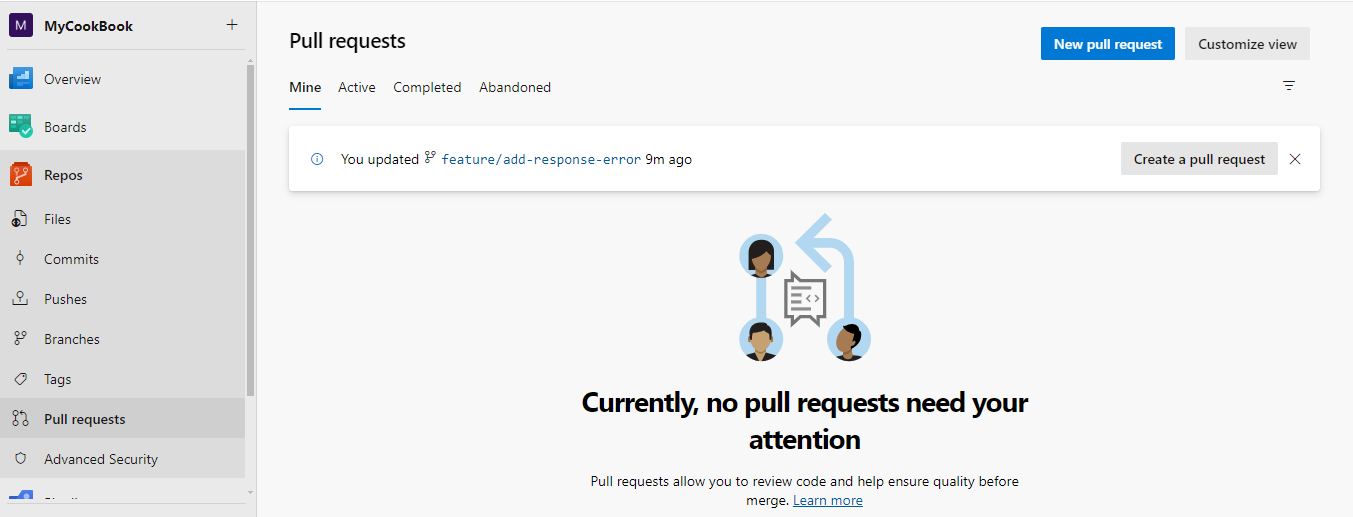 M MyCookBook +
Overview
Boards
Repos
Files
Commits
Pushes
Branches
Tags
Pull requests
Advanced Security
Pull requests
New pull request Customize view
Mine Active Completed Abandoned
You updated feature/add-response-error 9m ago Create a pull request
Currently, no pull requests need your
attention
Pull requests allow you to review code and help ensure quality before
merge. Learn more